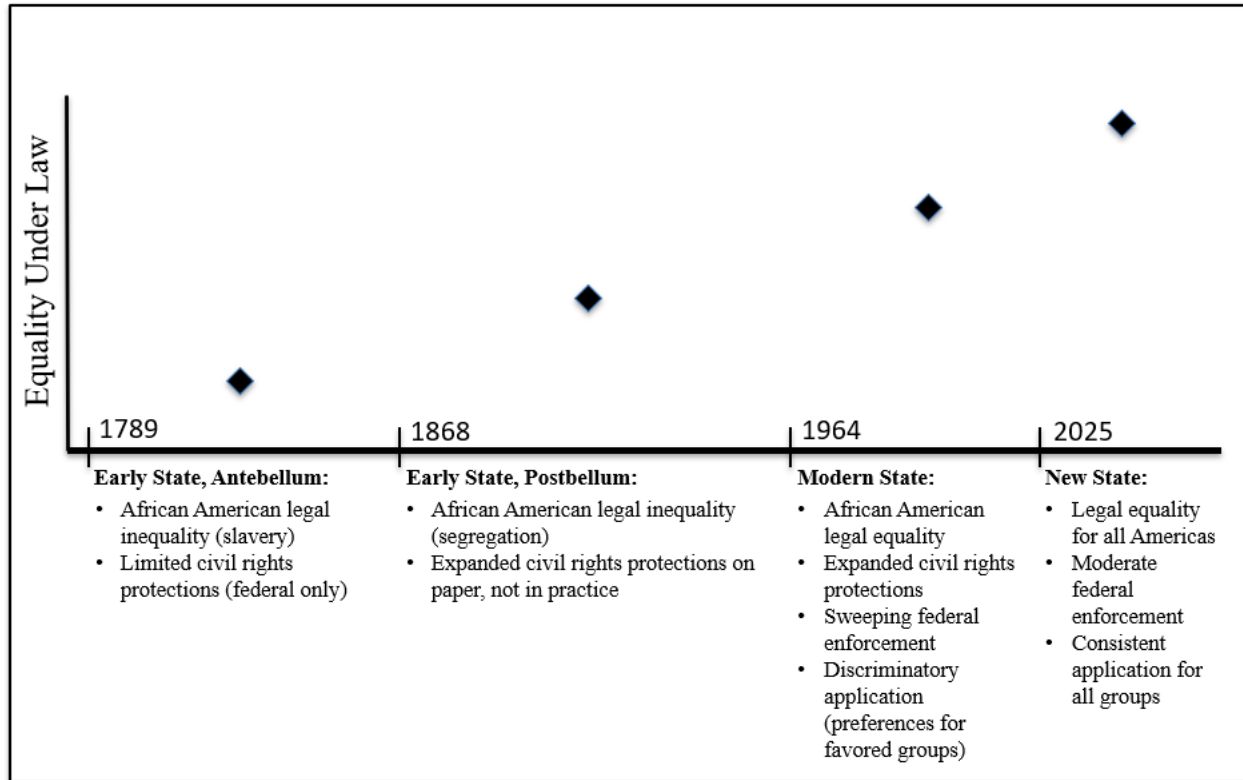 Equality Under Law
1789
1868
1964
2025
Early State, Antebellum:
• African American legal
inequality (slavery)
• Limited civil rights
protections (federal only)
Early State, Postbellum:
• African American legal inequality
(segregation)
• Expanded civil rights protections on
paper, not in practice
Modern State:
• African American
legal equality
• Expanded civil rights
protections
• Sweeping federal
enforcement
• Discriminatory
application
(preferences for
favored groups)
New State:
• Legal equality
for all Americas
• Moderate
federal
enforcement
• Consistent
application for
all groups